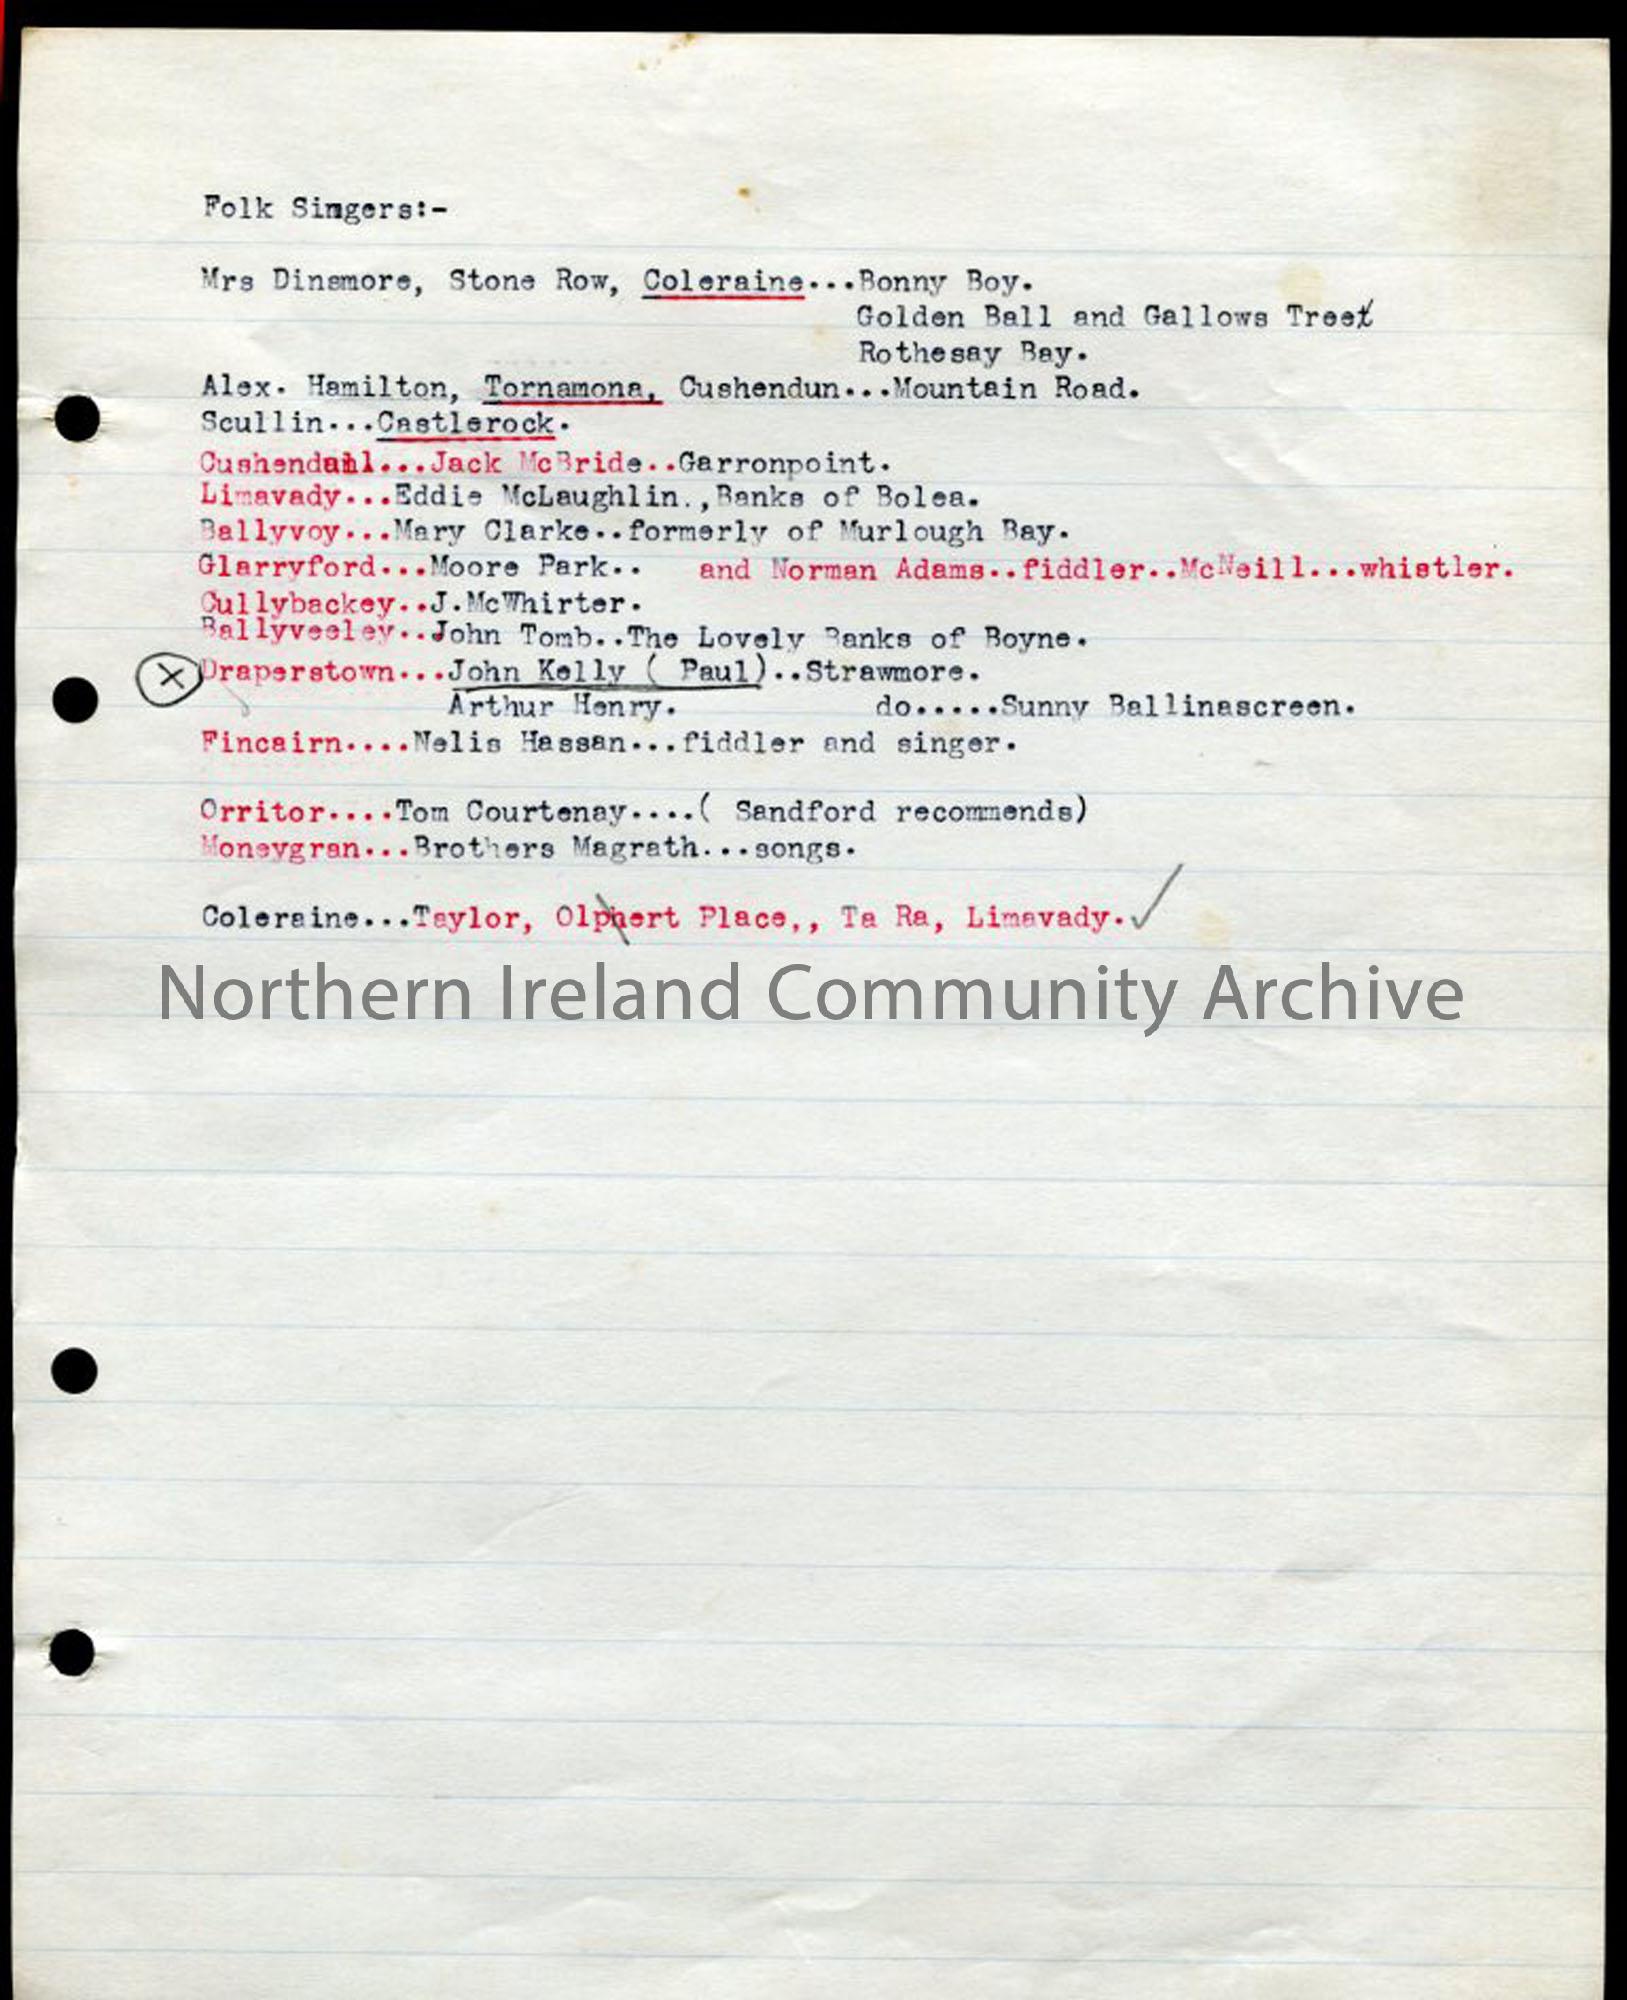 Folk Singers:-
Mrs Dinsmore, Stone Row, Coleraine...Bonny Boy.
Golden Ball and Gallows Tree
Rothesay Bay.
Alex. Hamilton, Tornamona, Cushendun...Mountain Road.
Scullin...Castlerock.
Cushendahl...Jack McBride..Garronpoint.
Limavady...Eddie McLaughlin.,Banks of Bolea.
Ballyvoy...Mary Clarke..formerly of Murlough Bay.
Glarryford...Moore Park.. and Norman Adams..fiddler..McNeill...whistler.
Cullybackey..J.McWhirter.
Ballyveeley..John Tomb..The Lovely Banks of Boyne.
X Draperstown...John Kelly ( Paul)..Strawmore.
Arthur Henry. do.....Sunny Ballinascreen.
Fincairn....Nelis Hassan...fiddler and singer.
Orritor....Tom Courtenay....( Sandford recommends)
Moneygran...Brothers Magrath...songs.
Coleraine...Taylor, Olphert Place,, Ta Ra, Limavady. ✓
Northern Ireland Community Archive